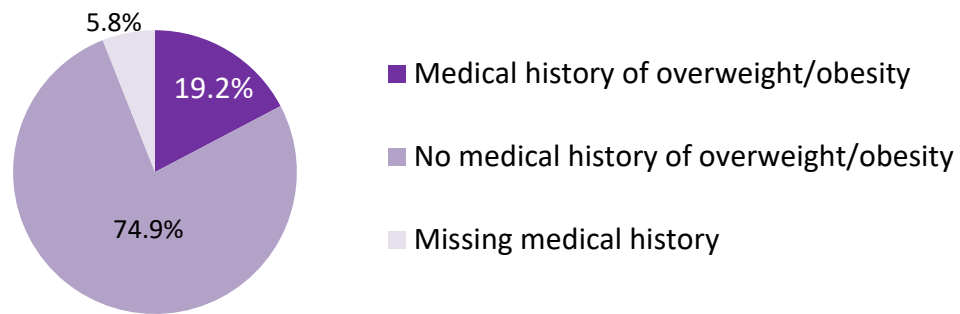 5.8%
19.2%
74.9%
Medical history of overweight/obesity
No medical history of overweight/obesity
Missing medical history